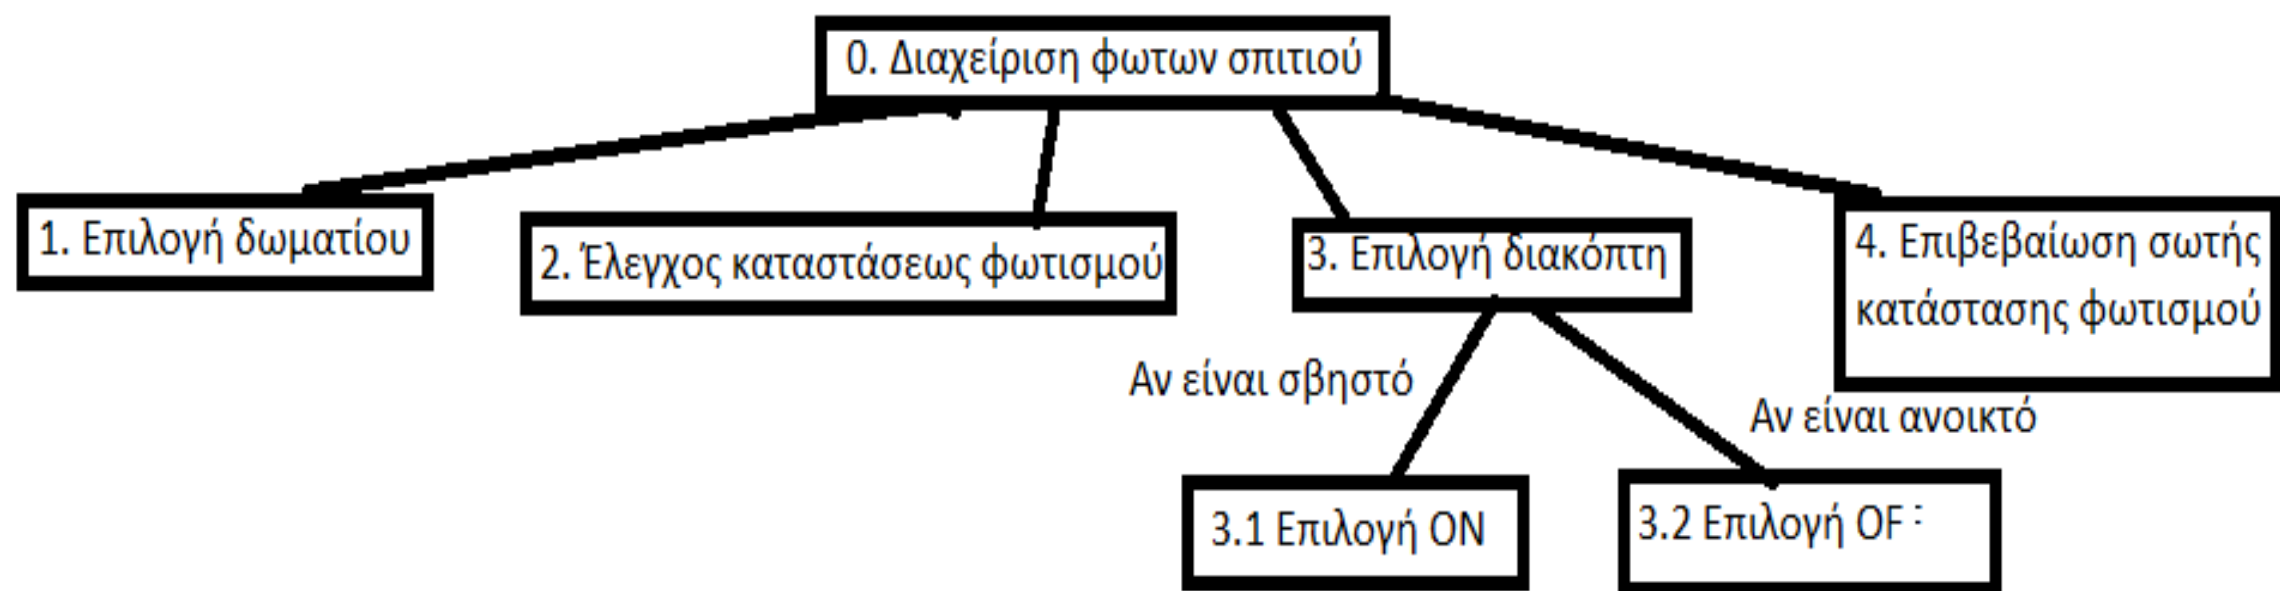 0. Διαχείριση φωτων σπιτιού
1. Επιλογή δωματίου
2. Έλεγχος καταστάσεως φωτισμού
3. Επιλογή διακόπτη
4. Επιβεβαίωση σωτής
κατάστασης φωτισμού
Αν είναι σβηστό
Αν είναι ανοικτό
3.1 Επιλογή ON
3.2 Επιλογή